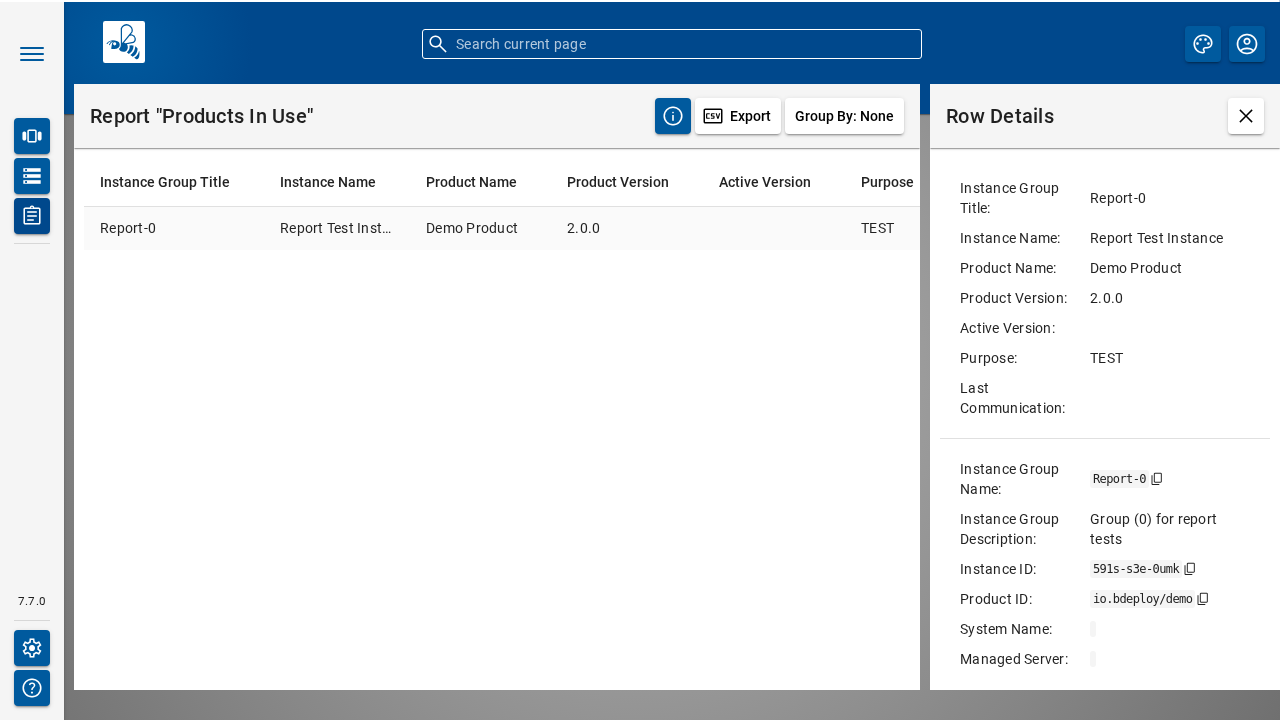 Search current page
Report "Products In Use"
CSV Export
Group By: None
Row Details
Instance Group Title Instance Name Product Name Product Version Active Version Purpose
Report-0 Report Test Inst… Demo Product 2.0.0 TEST
Instance Group
Title:
Report-0
Instance Name: Report Test Instance
Product Name: Demo Product
Product Version: 2.0.0
Active Version:
Purpose: TEST
Last
Communication:
Instance Group
Name:
Report-0
Instance Group
Description:
Group (0) for report
tests
Instance ID: 591s-s3e-0umk
Product ID: io.bdeploy/demo
System Name:
Managed Server:
7.7.0